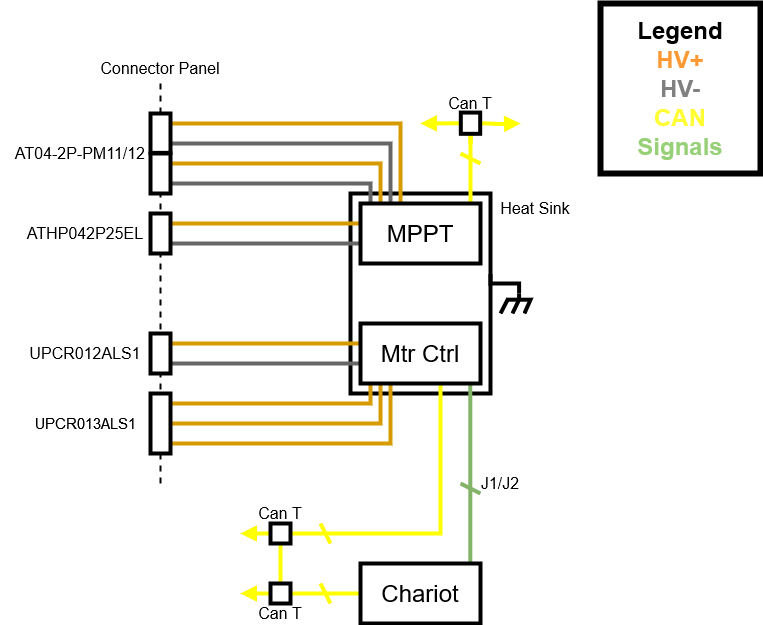 Legend
HV+
HV-
CAN
Signals
Connector Panel
Can T
AT04-2P-PM11/12
Heat Sink
ATHP042P25EL
MPPT
UPCR012ALS1
Mtr Ctrl
UPCR013ALS1
J1/J2
Can T
Chariot
Can T